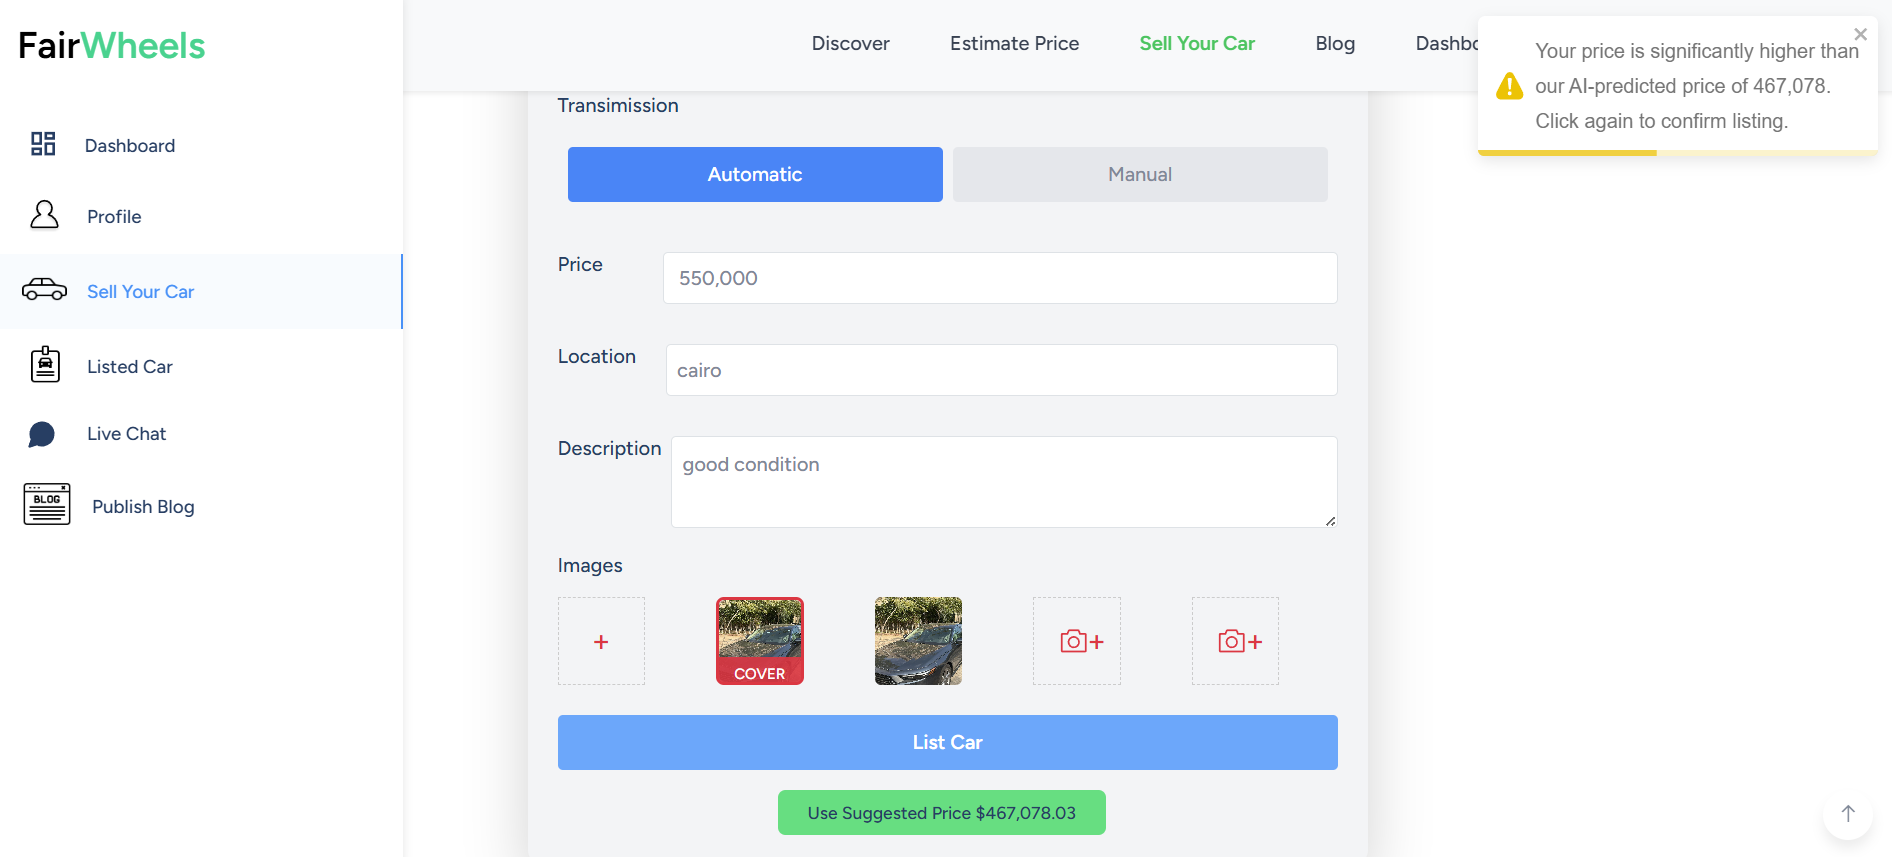 FairWheels
Dashboard
Profile
Sell Your Car
Listed Car
Live Chat
BLOG
Publish Blog
Discover
Estimate Price
Sell Your Car
Blog
Dashbo
Your price is significantly higher than
our AI-predicted price of 467,078.
Click again to confirm listing.
Transimission
Automatic
Manual
Price
550,000
Location
cairo
Description
good condition
Images
COVER
List Car
Use Suggested Price $467,078.03